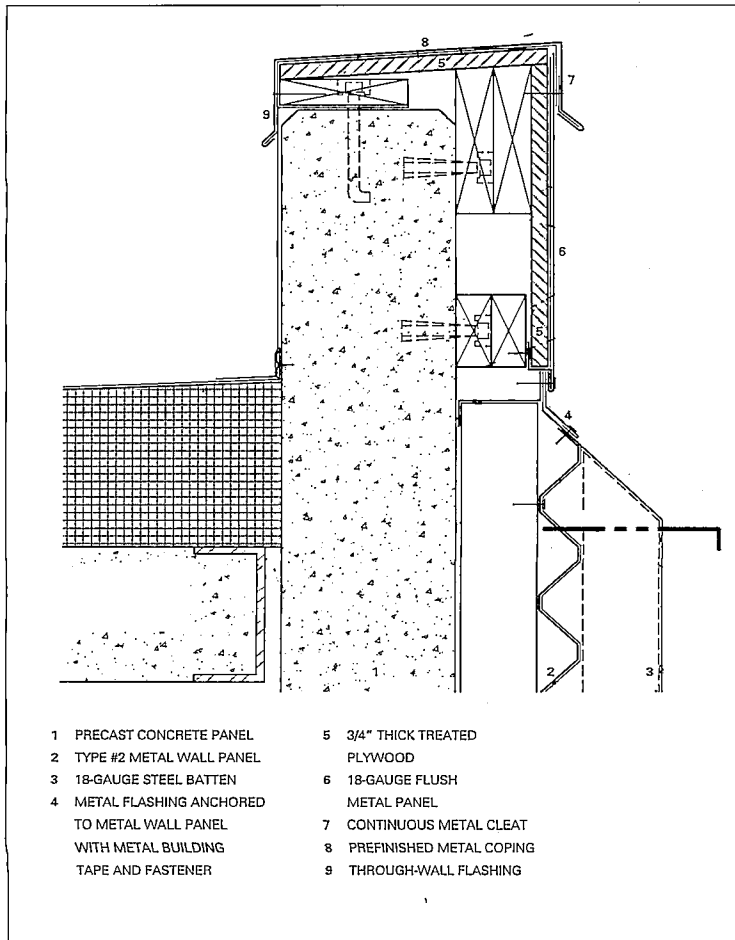 8
5
7
9
6
5
4
1
2
3
1 PRECAST CONCRETE PANEL
2 TYPE #2 METAL WALL PANEL
3 18-GAUGE STEEL BATTEN
4 METAL FLASHING ANCHORED
TO METAL WALL PANEL
WITH METAL BUILDING
TAPE AND FASTENER
5 3/4" THICK TREATED
PLYWOOD
6 18-GAUGE FLUSH
METAL PANEL
7 CONTINUOUS METAL CLEAT
8 PREFINISHED METAL COPING
9 THROUGH-WALL FLASHING